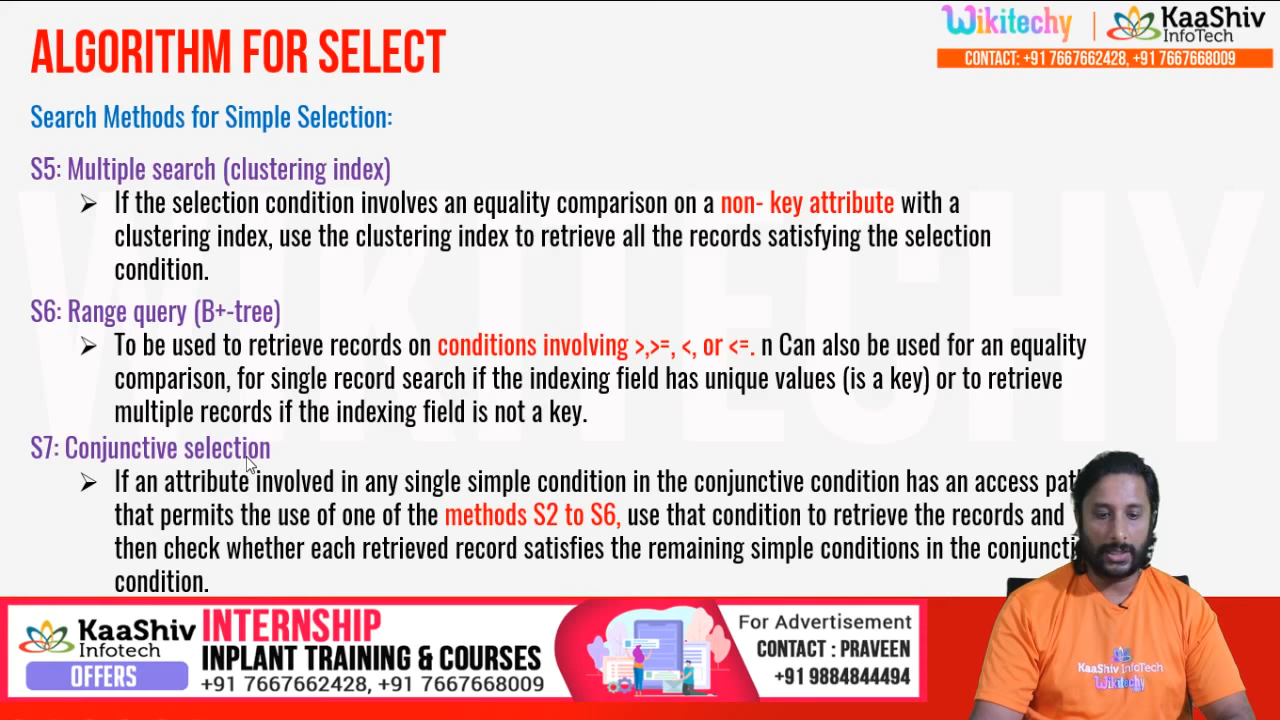 ALGORITHM FOR SELECT
Wikitechy | KaaShiv
InfoTech
CONTACT: +91 7667662428, +91 7667668009
Search Methods for Simple Selection:
S5: Multiple search (clustering index)
If the selection condition involves an equality comparison on a non- key attribute with a
clustering index, use the clustering index to retrieve all the records satisfying the selection
condition.
S6: Range query (B+-tree)
To be used to retrieve records on conditions involving >,>=, <, or <=. n Can also be used for an equality
comparison, for single record search if the indexing field has unique values (is a key) or to retrieve
multiple records if the indexing field is not a key.
S7: Conjunctive selection
If an attribute involved in any single simple condition in the conjunctive condition has an access
that permits the use of one of the methods S2 to S6, use that condition to retrieve the records and
then check whether each retrieved record satisfies the remaining simple conditions in the
condition.
WIKITECHY
KaaShiv
Infotech
OFFERS
INTERNSHIP
INPLANT TRAINING & COURSES
+91 7667662428, +91 7667668009
For Advertisement
CONTACT : PRAVEEN
+91 9884844494
KaaShiv InfoTech
Wikitechy